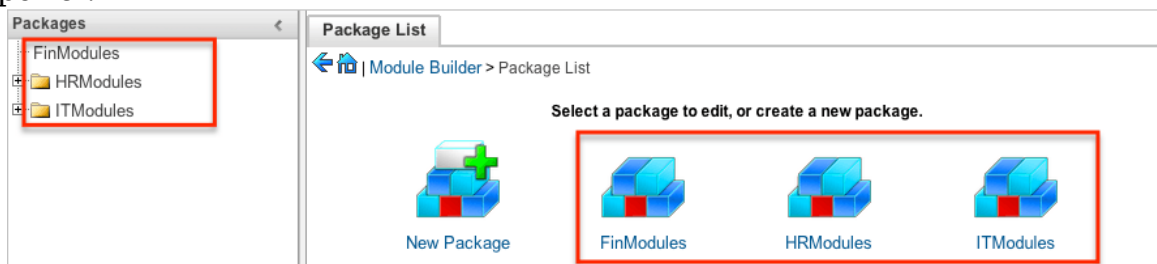 Packages
FinModules
HRModules
ITModules
Package List
| Module Builder > Package List
Select a package to edit, or create a new package.
New Package
FinModules
HRModules
ITModules